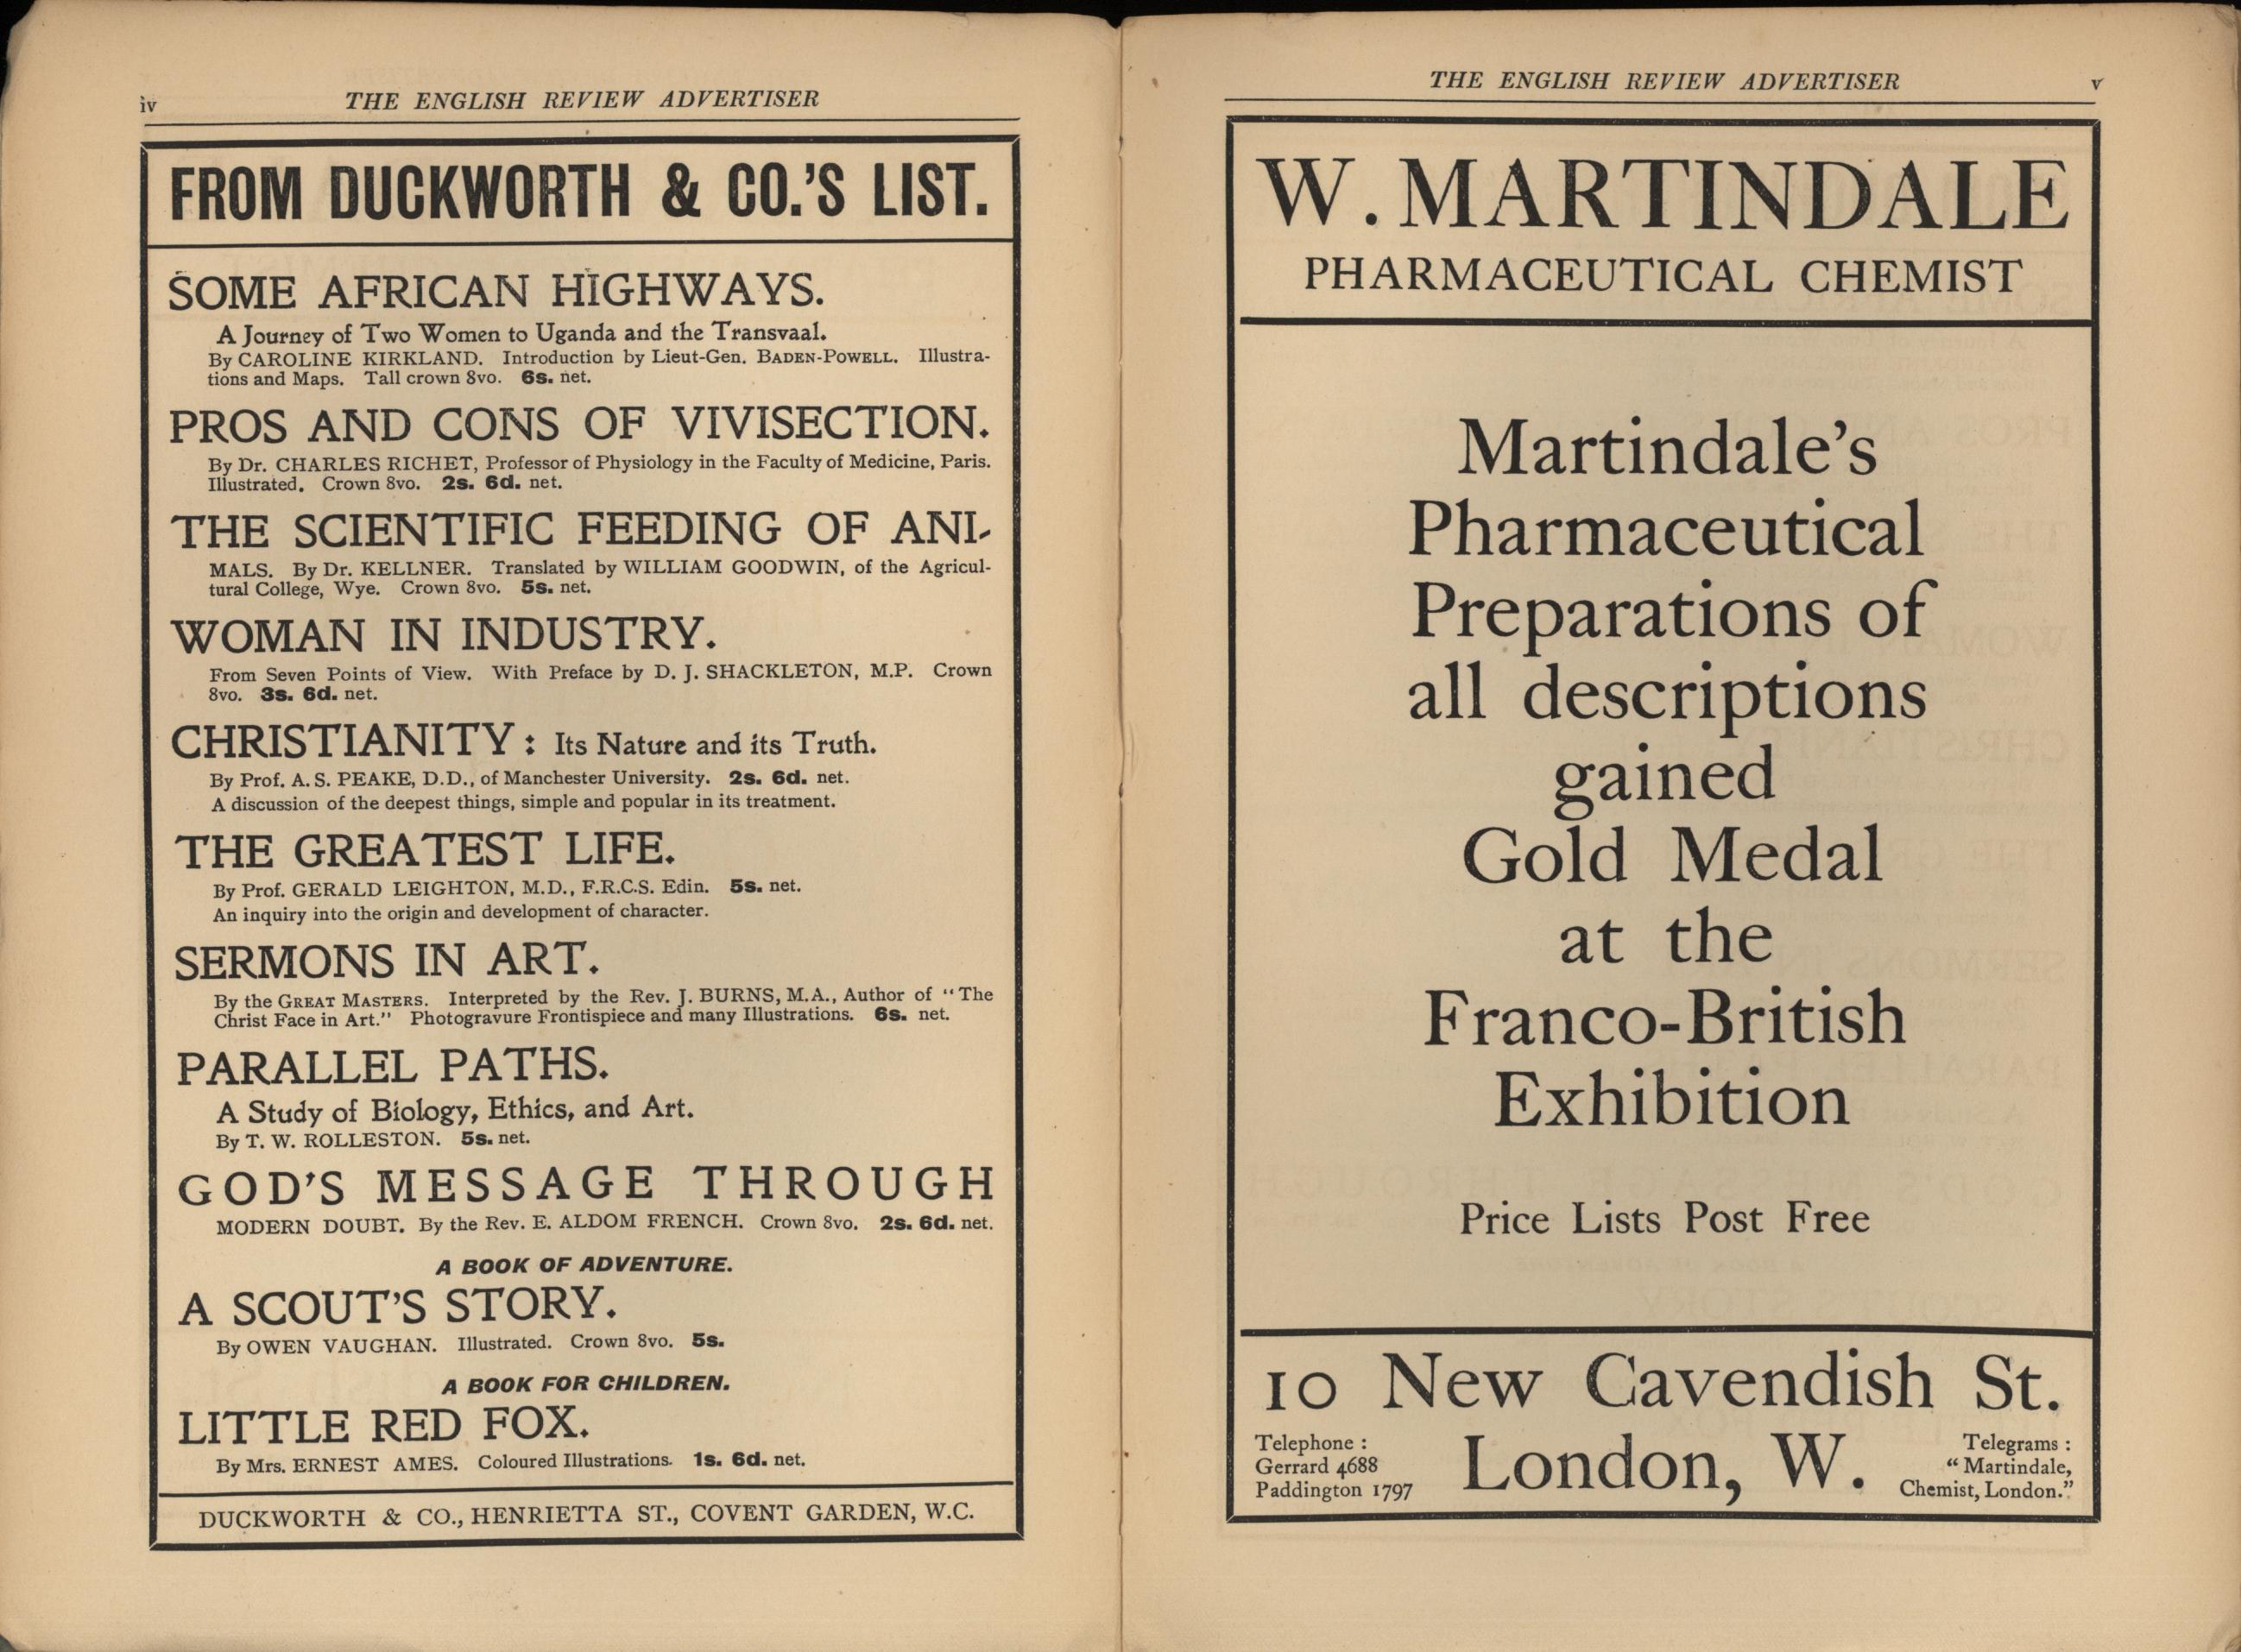 iv
THE ENGLISH REVIEW ADVERTISER
FROM DUCKWORTH & CO.'S LIST.
SOME AFRICAN HIGHWAYS.
A Journey of Two Women to Uganda and the Transvaal.
By CAROLINE KIRKLAND. Introduction by Lieut-Gen. BADEN-POWELL. Illustra-
tions and Maps. Tall crown 8vo. 6s. net.
PROS AND CONS OF VIVISECTION.
By Dr. CHARLES RICHET, Professor of Physiology in the Faculty of Medicine, Paris.
Illustrated. Crown 8vo. 2s. 6d. net.
THE SCIENTIFIC FEEDING OF ANI-
MALS. By Dr. KELLNER. Translated by WILLIAM GOODWIN, of the Agricul-
tural College, Wye. Crown 8vo. 5s. net.
WOMAN IN INDUSTRY.
From Seven Points of View. With Preface by D. J. SHACKLETON, M.P. Crown
8vo. 3s. 6d. net.
CHRISTIANITY: Its Nature and its Truth.
By Prof. A. S. PEAKE, D.D., of Manchester University. 2s. 6d. net.
A discussion of the deepest things, simple and popular in its treatment.
THE GREATEST LIFE.
By Prof. GERALD LEIGHTON, M.D., F.R.C.S. Edin. 5s. net.
An inquiry into the origin and development of character.
SERMONS IN ART.
By the GREAT MASTERS. Interpreted by the Rev. J. BURNS, M.A., Author of "The
Christ Face in Art." Photogravure Frontispiece and many Illustrations. 6s. net.
PARALLEL PATHS.
A Study of Biology, Ethics, and Art.
By T. W. ROLLESTON. 5s. net.
GOD'S MESSAGE THROUGH
MODERN DOUBT. By the Rev. E. ALDOM FRENCH. Crown 8vo. 2s. 6d. net.
A BOOK OF ADVENTURE.
A SCOUT'S STORY.
By OWEN VAUGHAN. Illustrated. Crown 8vo. 5s.
A BOOK FOR CHILDREN.
LITTLE RED FOX.
By Mrs. ERNEST AMES. Coloured Illustrations. 1s. 6d. net.
DUCKWORTH & CO., HENRIETTA ST., COVENT GARDEN, W.C.
THE ENGLISH REVIEW ADVERTISER
v
W. MARTINDALE
PHARMACEUTICAL CHEMIST
Martindale's
Pharmaceutical
Preparations of
all descriptions
gained
Gold Medal
at the
Franco-British
Exhibition
Price Lists Post Free
10 New Cavendish St.
London, W.
Telephone :
Gerrard 4688
Paddington 1797
Telegrams :
"Martindale,
Chemist, London."